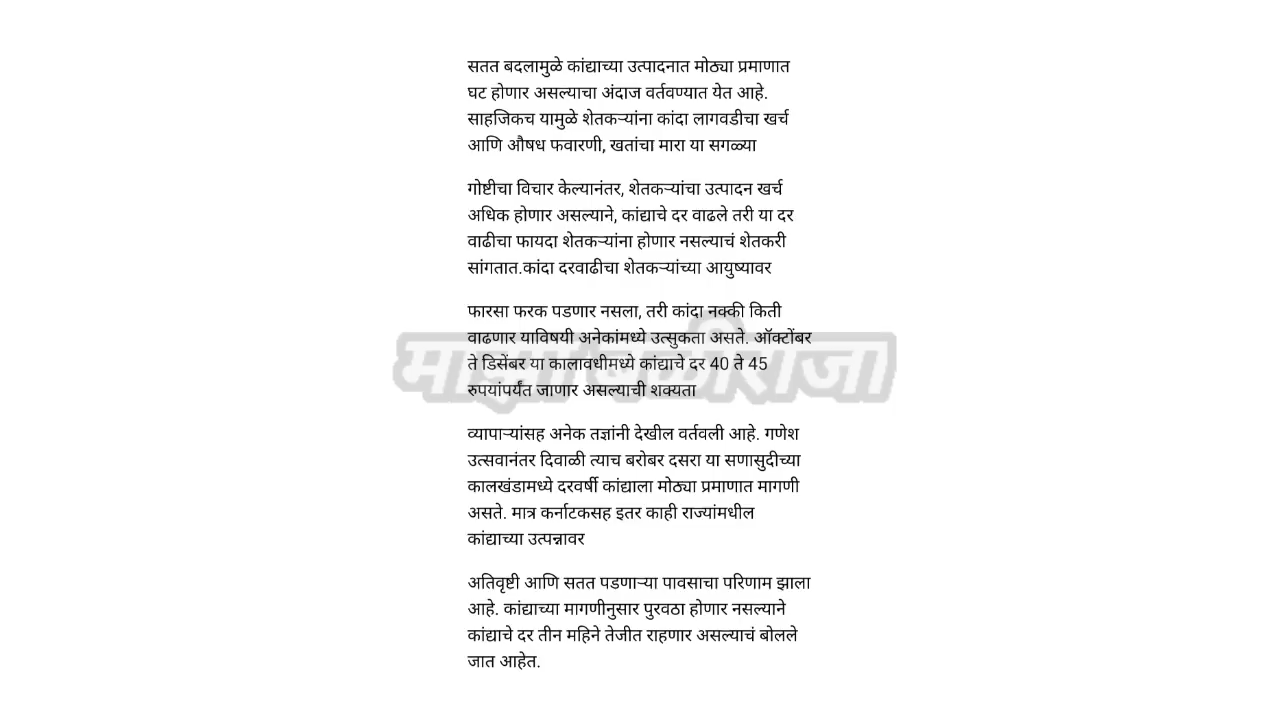 सतत बदलामुळे कांद्याच्या उत्पादनात मोठ्या प्रमाणात
घट होणार असल्याचा अंदाज वर्तवण्यात येत आहे.
साहजिकच यामुळे शेतकऱ्यांना कांदा लागवडीचा खर्च
आणि औषध फवारणी, खतांचा मारा या सगळ्या
गोष्टीचा विचार केल्यानंतर, शेतकऱ्यांचा उत्पादन खर्च
अधिक होणार असल्याने, कांद्याचे दर वाढले तरी या दर
वाढीचा फायदा शेतकऱ्यांना होणार नसल्याचं शेतकरी
सांगतात.कांदा दरवाढीचा शेतकऱ्यांच्या आयुष्यावर
फारसा फरक पडणार नसला, तरी कांदा नक्की किती
वाढणार याविषयी अनेकांमध्ये उत्सुकता असते. ऑक्टोंबर
ते डिसेंबर या कालावधीमध्ये कांद्याचे दर 40 ते 45
रुपयांपर्यंत जाणार असल्याची शक्यता
व्यापाऱ्यांसह अनेक तज्ञांनी देखील वर्तवली आहे. गणेश
उत्सवानंतर दिवाळी त्याच बरोबर दसरा या सणासुदीच्या
कालखंडामध्ये दरवर्षी कांद्याला मोठ्या प्रमाणात मागणी
असते. मात्र कर्नाटकसह इतर काही राज्यांमधील
कांद्याच्या उत्पन्नावर
अतिवृष्टी आणि सतत पडणाऱ्या पावसाचा परिणाम झाला
आहे. कांद्याच्या मागणीनुसार पुरवठा होणार नसल्याने
कांद्याचे दर तीन महिने तेजीत राहणार असल्याचं बोलले
जात आहेत.